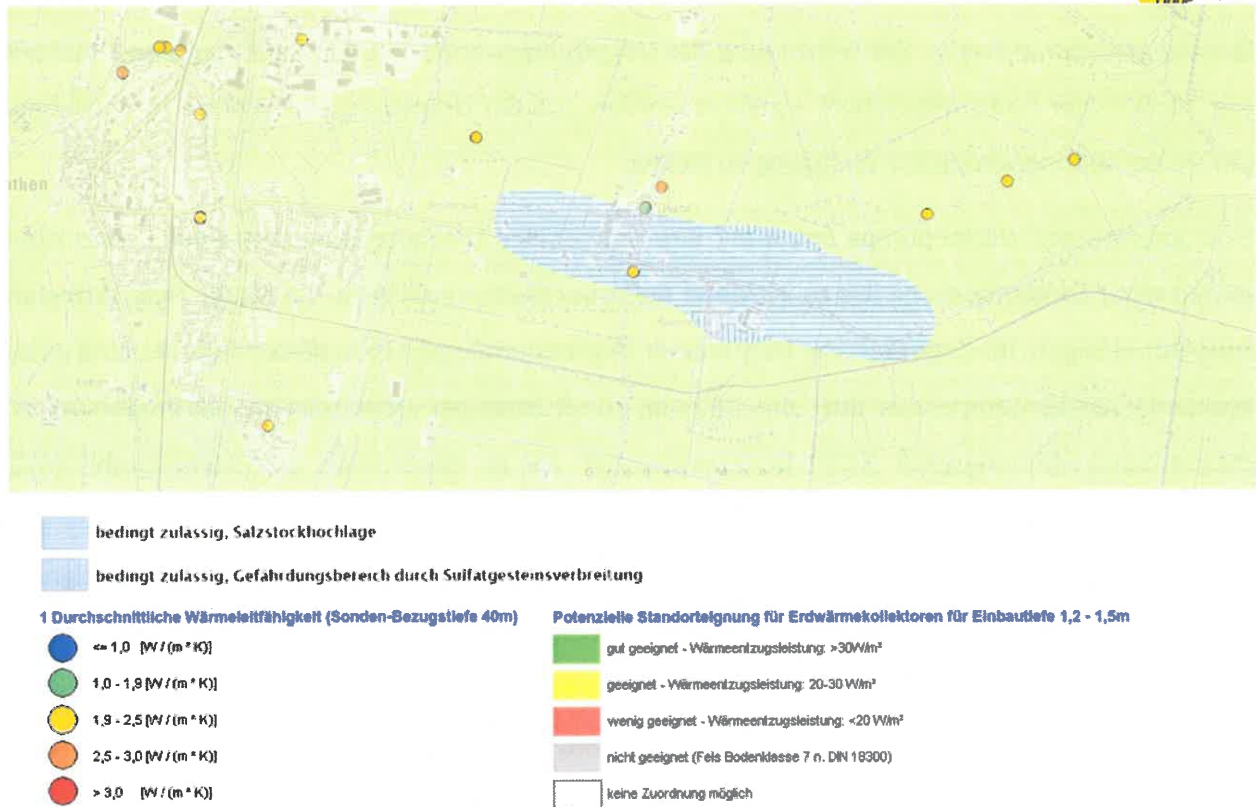 athen
bedingt zulässig, Salzstockhochlage
bedingt zulässig, Gefährdungsbereich durch Sulfatgesteinsverbreitung
1 Durchschnittliche Wärmeleitfähigkeit (Sonden-Bezugstiefe 40m)
<= 1,0 [W / (m * K)]
1,0 - 1,9 [W / (m * K)]
1,9 - 2,5 [W / (m * K)]
2,5 - 3,0 [W / (m * K)]
> 3,0 [W / (m * K)]
Potenzielle Standorteignung für Erdwärmekollektoren für Einbautiefe 1,2 - 1,5m
gut geeignet - Wärmeentzugsleistung: >30W/m²
geeignet - Wärmeentzugsleistung: 20-30 W/m²
wenig geeignet - Wärmeentzugsleistung: <20 W/m²
nicht geeignet (Fels Bodenklasse 7 n. DIN 18300)
keine Zuordnung möglich